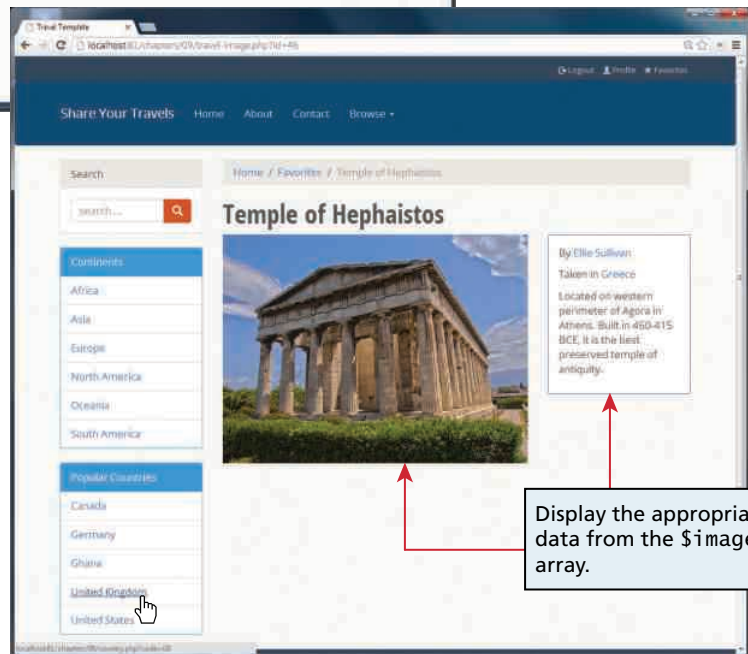 Travel Template
localhost:81/chapters/09/travel-image.php?id=46
Logout Profile Favorites
Share Your Travels Home About Contact Browse
Search
search...
Continents
Africa
Asia
Europe
North America
Oceania
South America
Popular Countries
Canada
Germany
Ghana
United Kingdom
United States
Home / Favorites / Temple of Hephaistos
Temple of Hephaistos
By Ellie Sullivan
Taken in Greece
Located on western
perimeter of Agora in
Athens. Built in 460-415
BCE, it is the best
preserved temple of
antiquity.
Display the appropria
data from the $image
array.